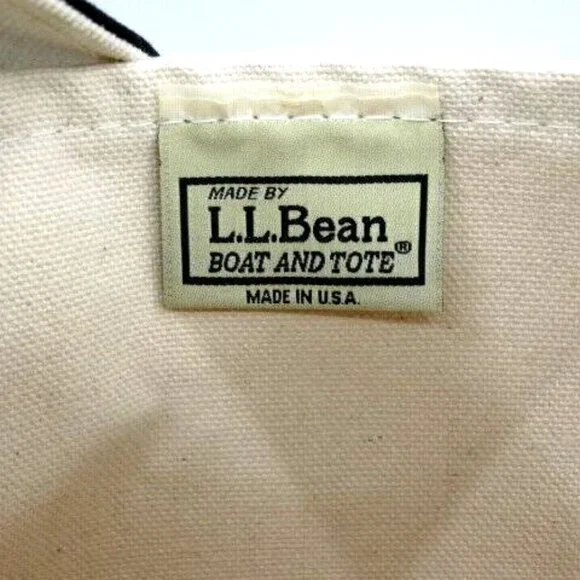 MADE BY
L.L.Bean
BOAT AND TOTE®
MADE IN U.S.A.